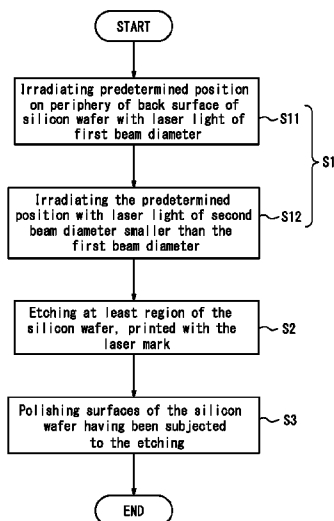 START
Irradiating predetermined position
on periphery of back surface of
silicon wafer with laser light of
first beam diameter
S11
S1
Irradiating the predetermined
position with laser light of second
beam diameter smaller than
the first beam diameter
S12
Etching at least region of the
silicon wafer, printed with the
laser mark
S2
Polishing surfaces of the silicon
wafer having been subjected
to the etching
S3
END